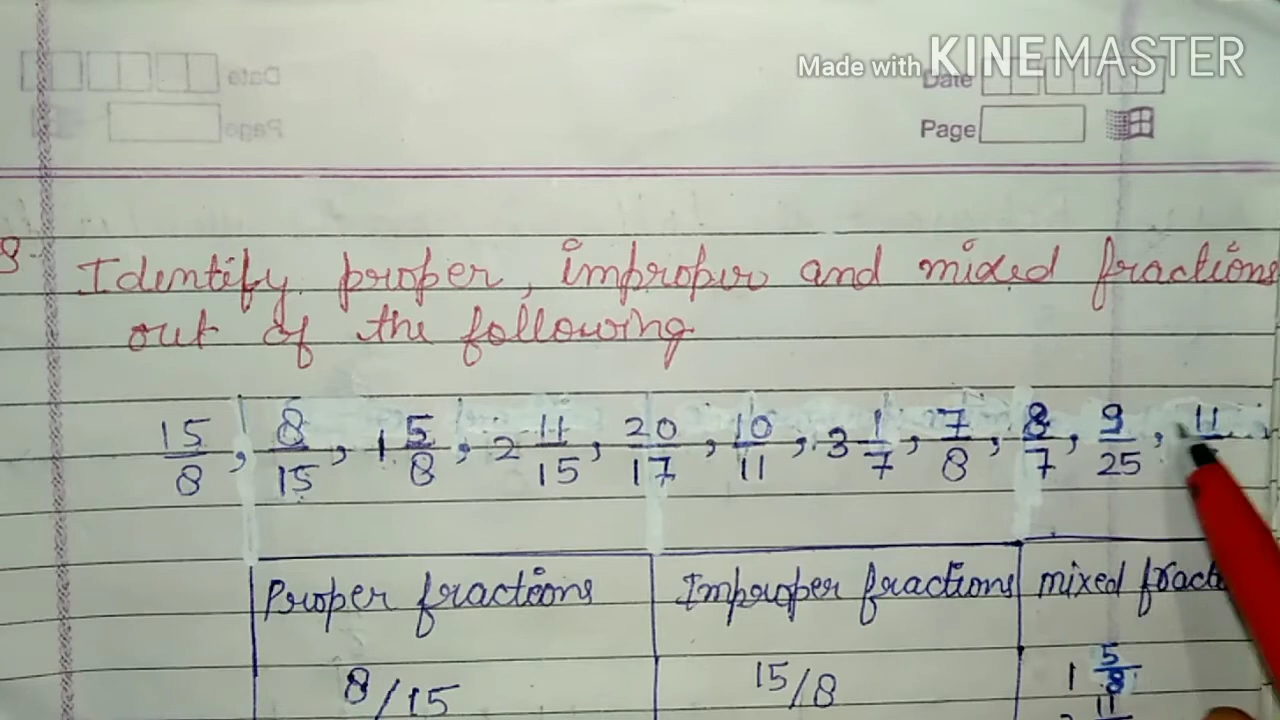 Made with KINEMASTER
Date
Page
Identify proper, improper and mixed fractions
out of the following
15/8, 8/15, 1 5/8, 2 11/15, 20/17, 10/11, 3 1/7, 7/8, 8/7, 9/25, 11
Proper fractions Improper fractions mixed
8/15 15/8 1 5/8
11